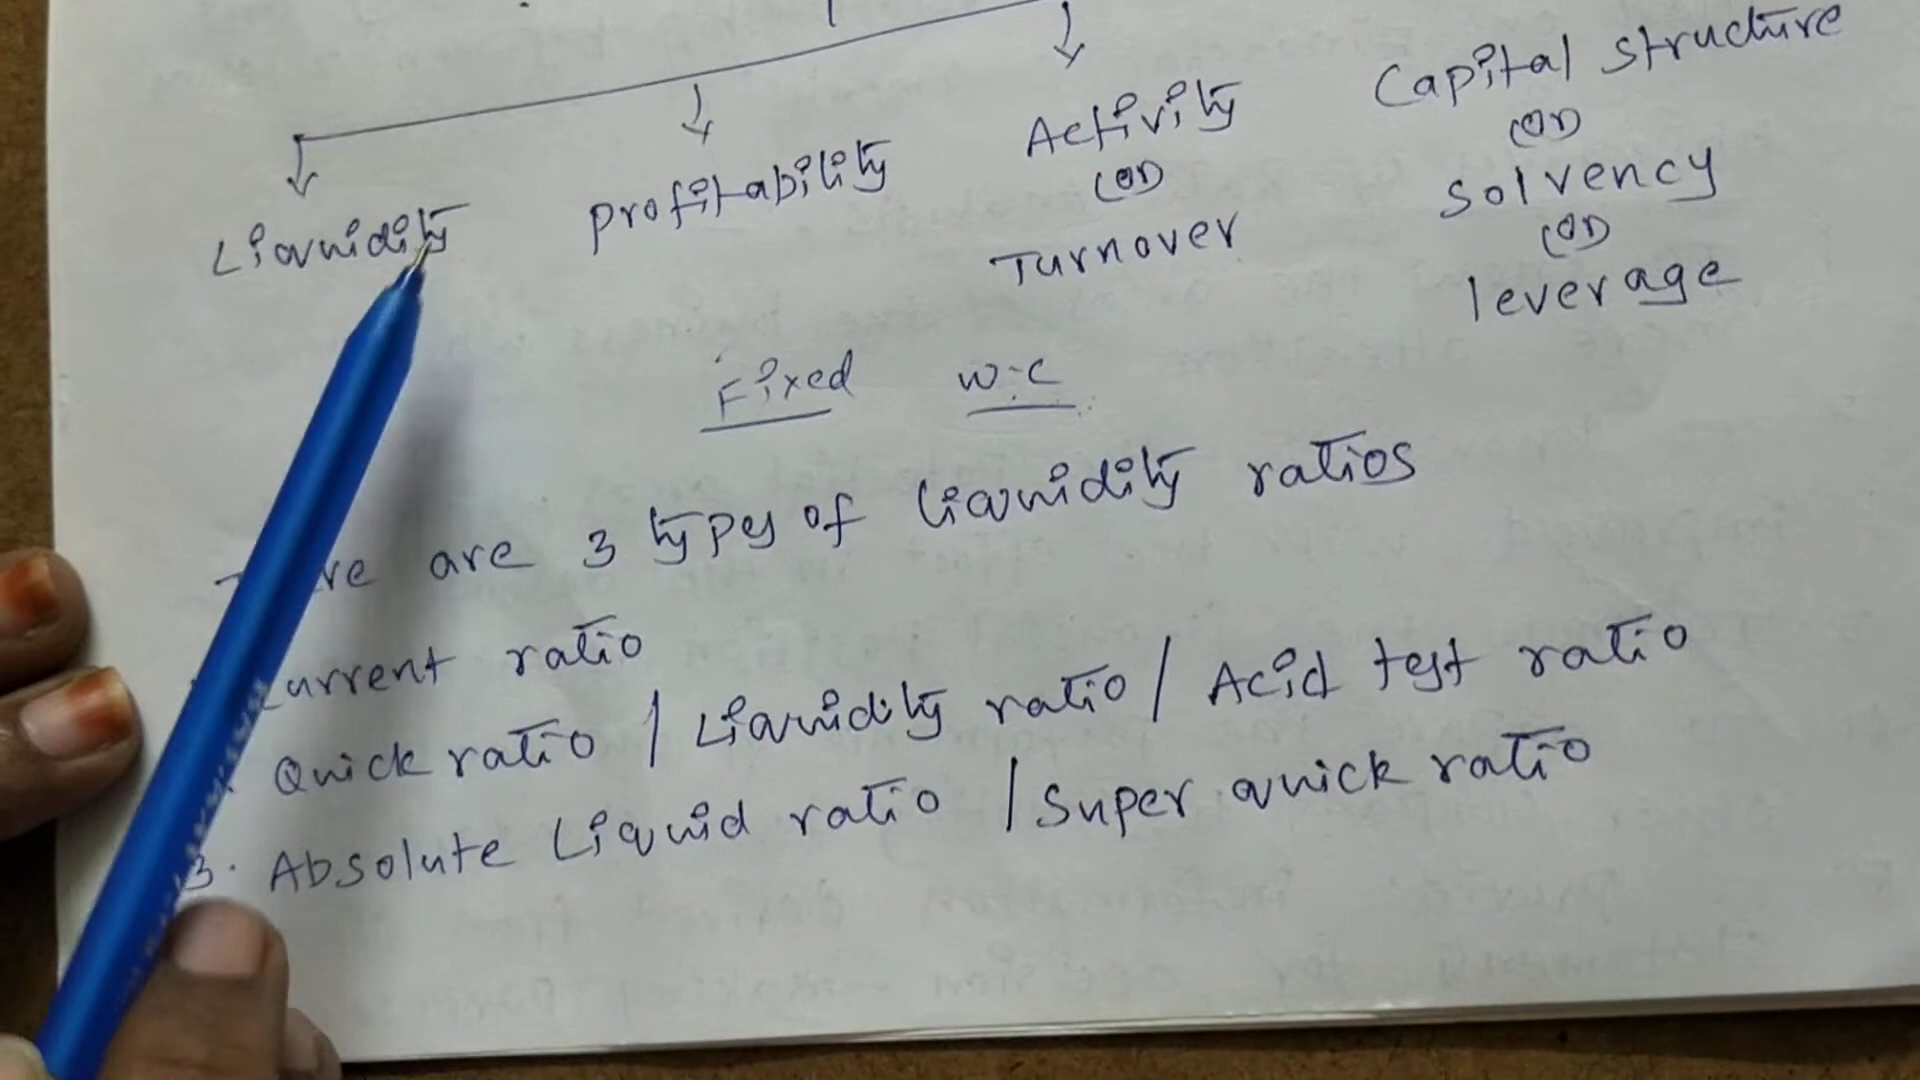 Liquidity profitability Activity Capital structure
(or) (or)
Turnover Solvency
(or)
leverage
Fixed W.C
are 3 types of liquidity ratios
current ratio
Quick ratio / Liquidity ratio / Acid test ratio
3. Absolute Liquid ratio / Super quick ratio